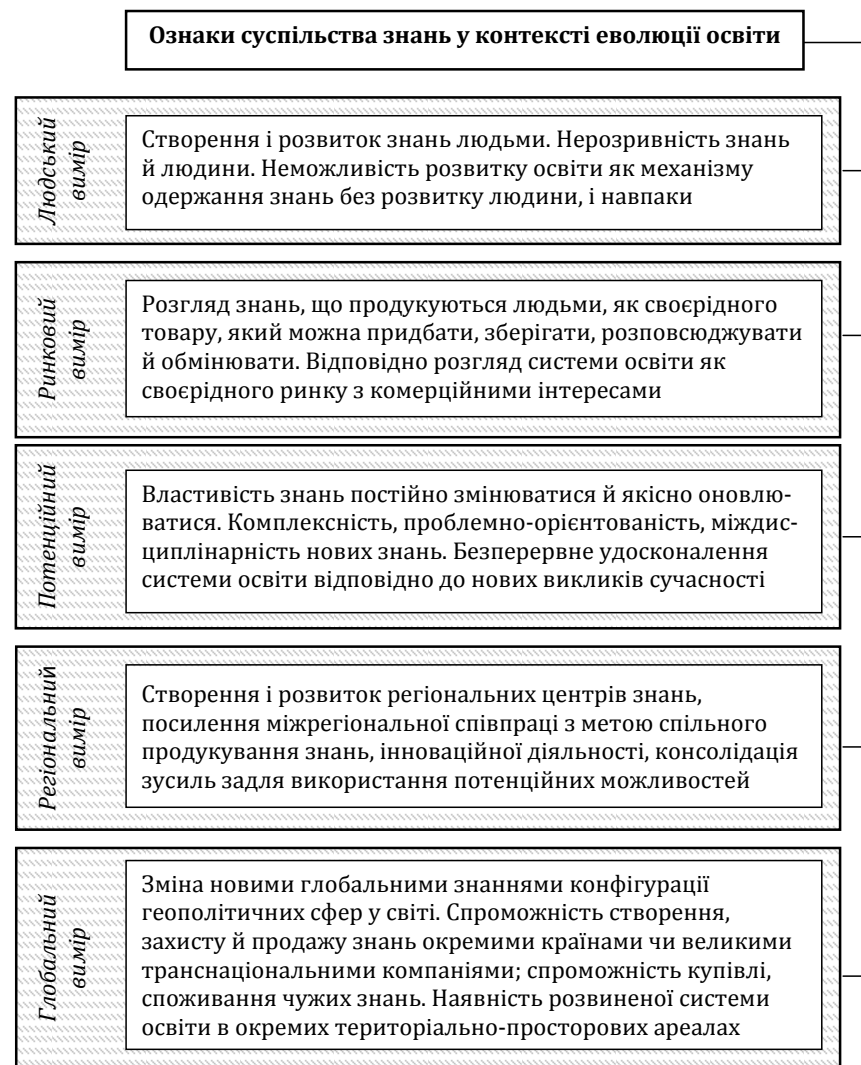 Ознаки суспільства знань у контексті еволюції освіти
Людський
вимір
Створення і розвиток знань людьми. Нерозривність знань
й людини. Неможливість розвитку освіти як механізму
одержання знань без розвитку людини, і навпаки
Ринковий
вимір
Розгляд знань, що продукуються людьми, як своєрідного
товару, який можна придбати, зберігати, розповсюджувати
й обмінювати. Відповідно розгляд системи освіти як
своєрідного ринку з комерційними інтересами
Потенційний
вимір
Властивість знань постійно змінюватися й якісно оновлю-
ватися. Комплексність, проблемно-орієнтованість, міждис-
циплінарність нових знань. Безперервне удосконалення
системи освіти відповідно до нових викликів сучасності
Регіональний
вимір
Створення і розвиток регіональних центрів знань,
посилення міжрегіональної співпраці з метою спільного
продукування знань, інноваційної діяльності, консолідація
зусиль задля використання потенційних можливостей
Глобальний
вимір
Зміна новими глобальними знаннями конфігурації
геополітичних сфер у світі. Спроможність створення,
захисту й продажу знань окремими країнами чи великими
транснаціональними компаніями; спроможність купівлі,
споживання чужих знань. Наявність розвиненої системи
освіти в окремих територіально-просторових ареалах